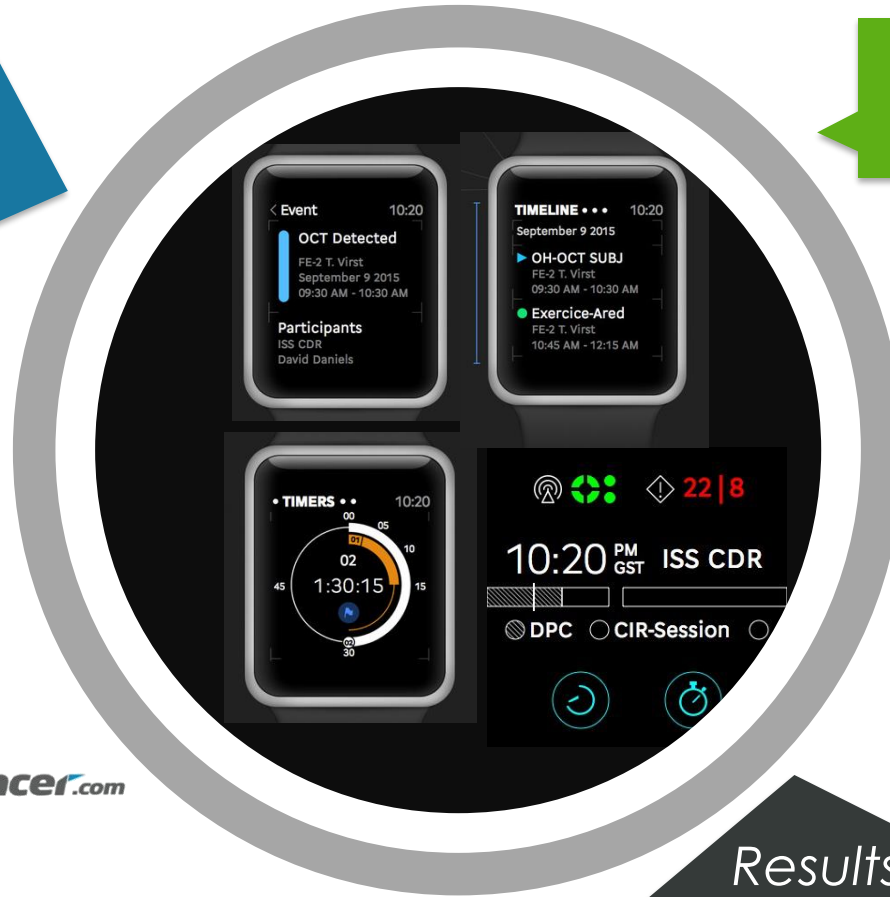 Event 10:20
OCT Detected
FE-2 T. Virst
September 9 2015
09:30 AM - 10:30 AM
Participants
ISS CDR
David Daniels
TIMELINE 10:20
September 9 2015
OH-OCT SUBJ
FE-2 T. Virst
09:30 AM - 10:30 AM
Exercice-Ared
FE-2 T. Virst
10:45 AM - 12:15 AM
TIMERS 10:20
00
05
10
15
01
02
1:30:15
45
02
30
22|8
10:20 PM GST ISS CDR
DPC CIR-Session
ncer.com
Results